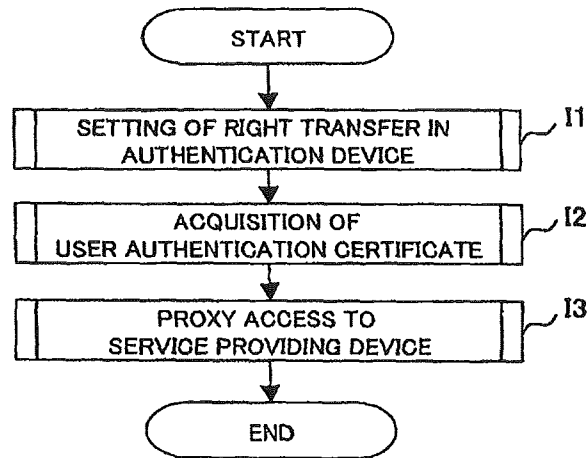 START
SETTING OF RIGHT TRANSFER IN
AUTHENTICATION DEVICE
I1
ACQUISITION OF
USER AUTHENTICATION CERTIFICATE
I2
PROXY ACCESS TO
SERVICE PROVIDING DEVICE
I3
END